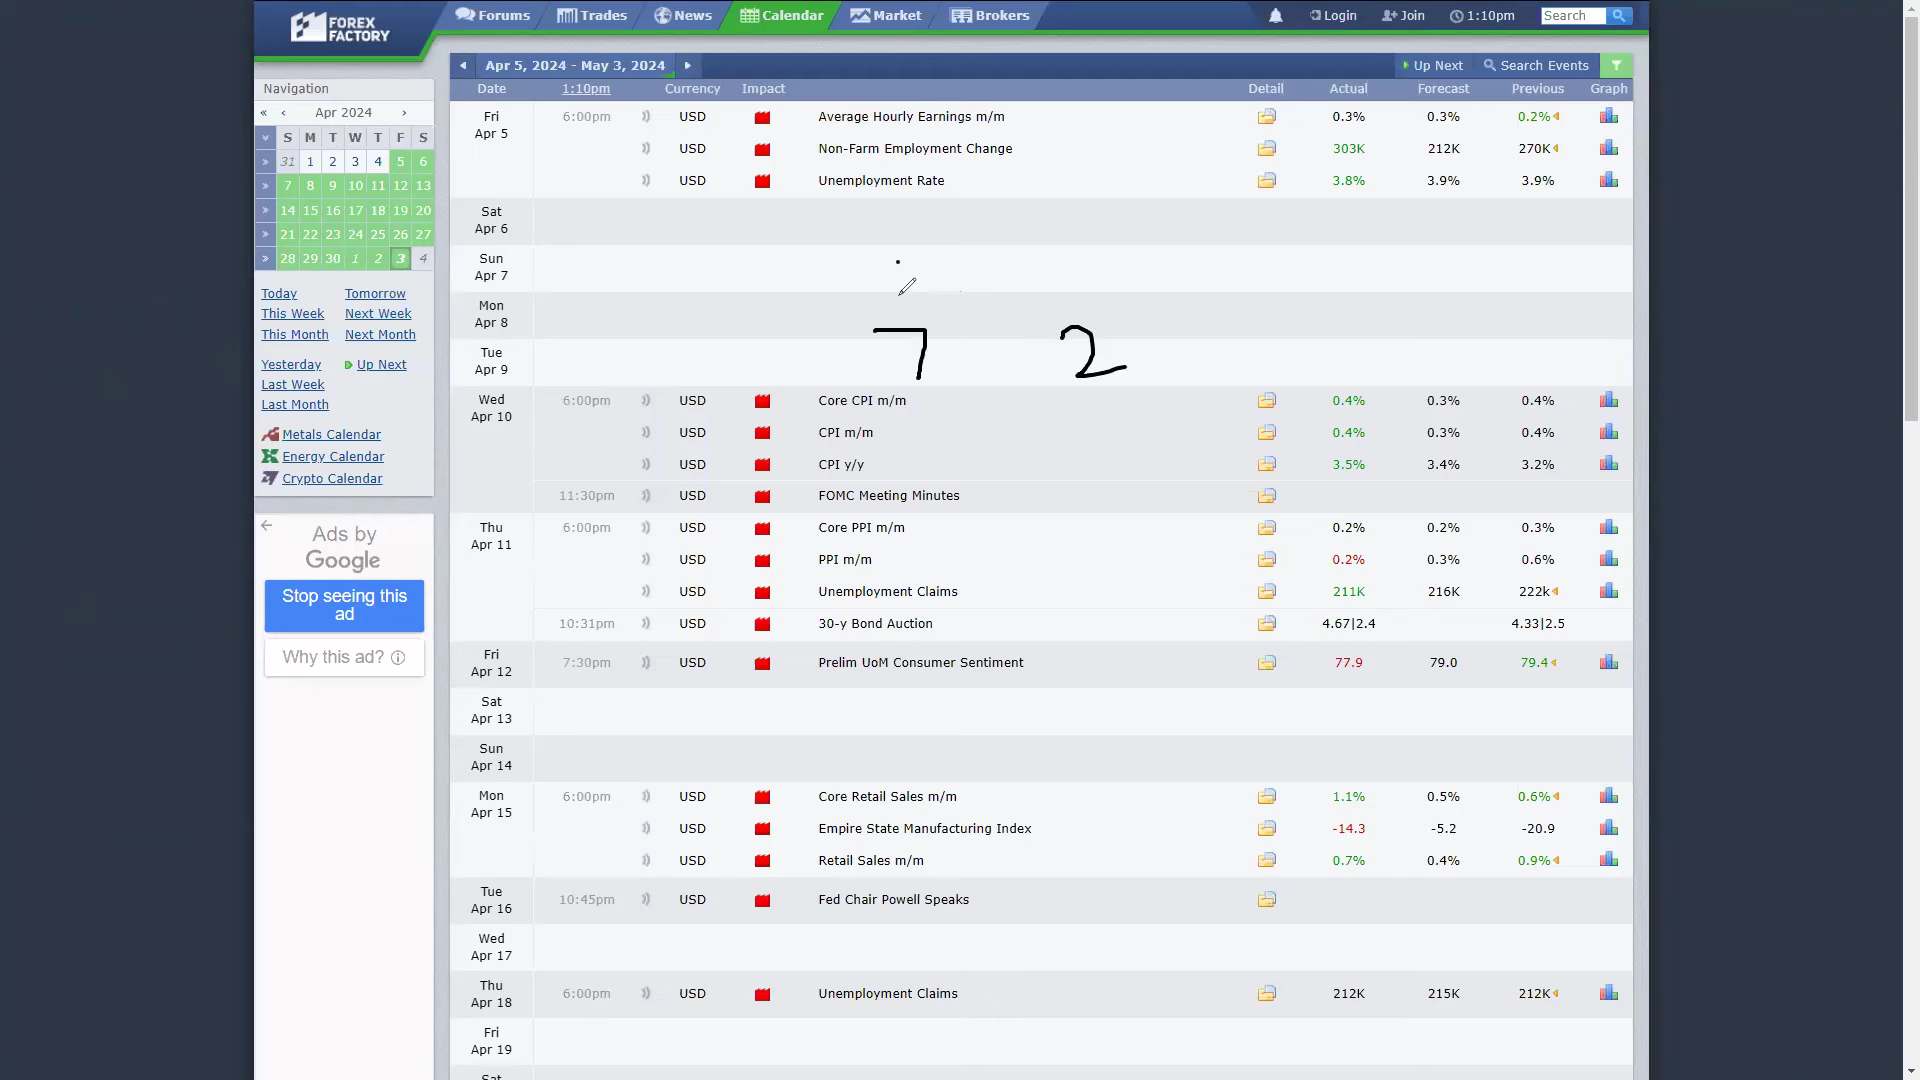 FOREX FACTORY
Forums Trades News Calendar Market Brokers Login Join 1:10pm Search
Navigation
« ‹ Apr 2024 ›
S M T W T F S
» 31 1 2 3 4 5 6
» 7 8 9 10 11 12 13
» 14 15 16 17 18 19 20
» 21 22 23 24 25 26 27
» 28 29 30 1 2 3 4
Today Tomorrow
This Week Next Week
This Month Next Month
Yesterday Up Next
Last Week
Last Month
Metals Calendar
Energy Calendar
Crypto Calendar
Ads by
Google
Stop seeing this
ad
Why this ad?
Apr 5, 2024 - May 3, 2024 Up Next Search Events
Date 1:10pm Currency Impact Detail Actual Forecast Previous Graph
Fri Apr 5 6:00pm USD Average Hourly Earnings m/m 0.3% 0.3% 0.2%
USD Non-Farm Employment Change 303K 212K 270K
USD Unemployment Rate 3.8% 3.9% 3.9%
Sat Apr 6
Sun Apr 7
Mon Apr 8
7 2
Tue Apr 9
Wed Apr 10 6:00pm USD Core CPI m/m 0.4% 0.3% 0.4%
USD CPI m/m 0.4% 0.3% 0.4%
USD CPI y/y 3.5% 3.4% 3.2%
11:30pm USD FOMC Meeting Minutes
Thu Apr 11 6:00pm USD Core PPI m/m 0.2% 0.2% 0.3%
USD PPI m/m 0.2% 0.3% 0.6%
USD Unemployment Claims 211K 216K 222k
10:31pm USD 30-y Bond Auction 4.67|2.4 4.33|2.5
Fri Apr 12 7:30pm USD Prelim UoM Consumer Sentiment 77.9 79.0 79.4
Sat Apr 13
Sun Apr 14
Mon Apr 15 6:00pm USD Core Retail Sales m/m 1.1% 0.5% 0.6%
USD Empire State Manufacturing Index -14.3 -5.2 -20.9
USD Retail Sales m/m 0.7% 0.4% 0.9%
Tue Apr 16 10:45pm USD Fed Chair Powell Speaks
Wed Apr 17
Thu Apr 18 6:00pm USD Unemployment Claims 212K 215K 212K
Fri Apr 19
Sat